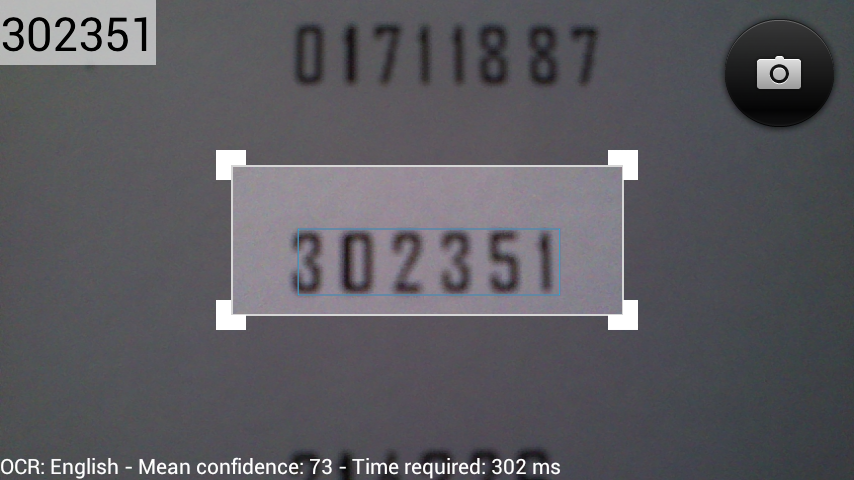 302351
01711887
302351
OCR: English - Mean confidence: 73 - Time required: 302 ms